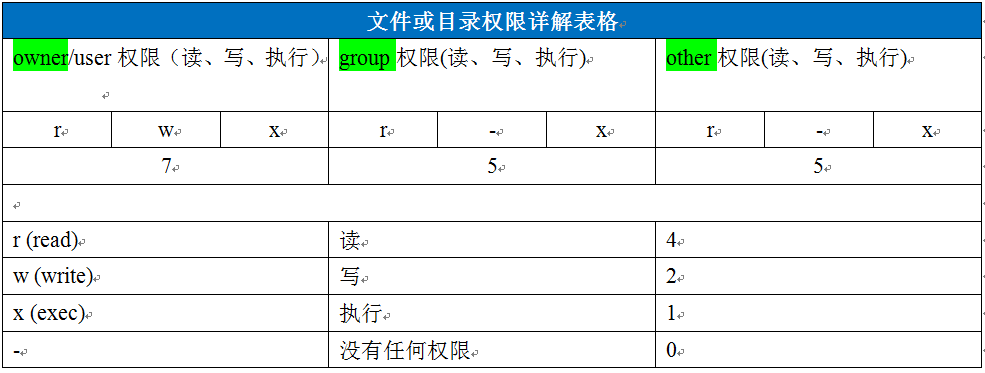 文件或目录权限详解表格
owner/user 权限（读、写、执行） group 权限(读、写、执行) other 权限(读、写、执行)
r w x r - x r - x
7 5 5
r (read) 读 4
w (write) 写 2
x (exec) 执行 1
- 没有任何权限 0